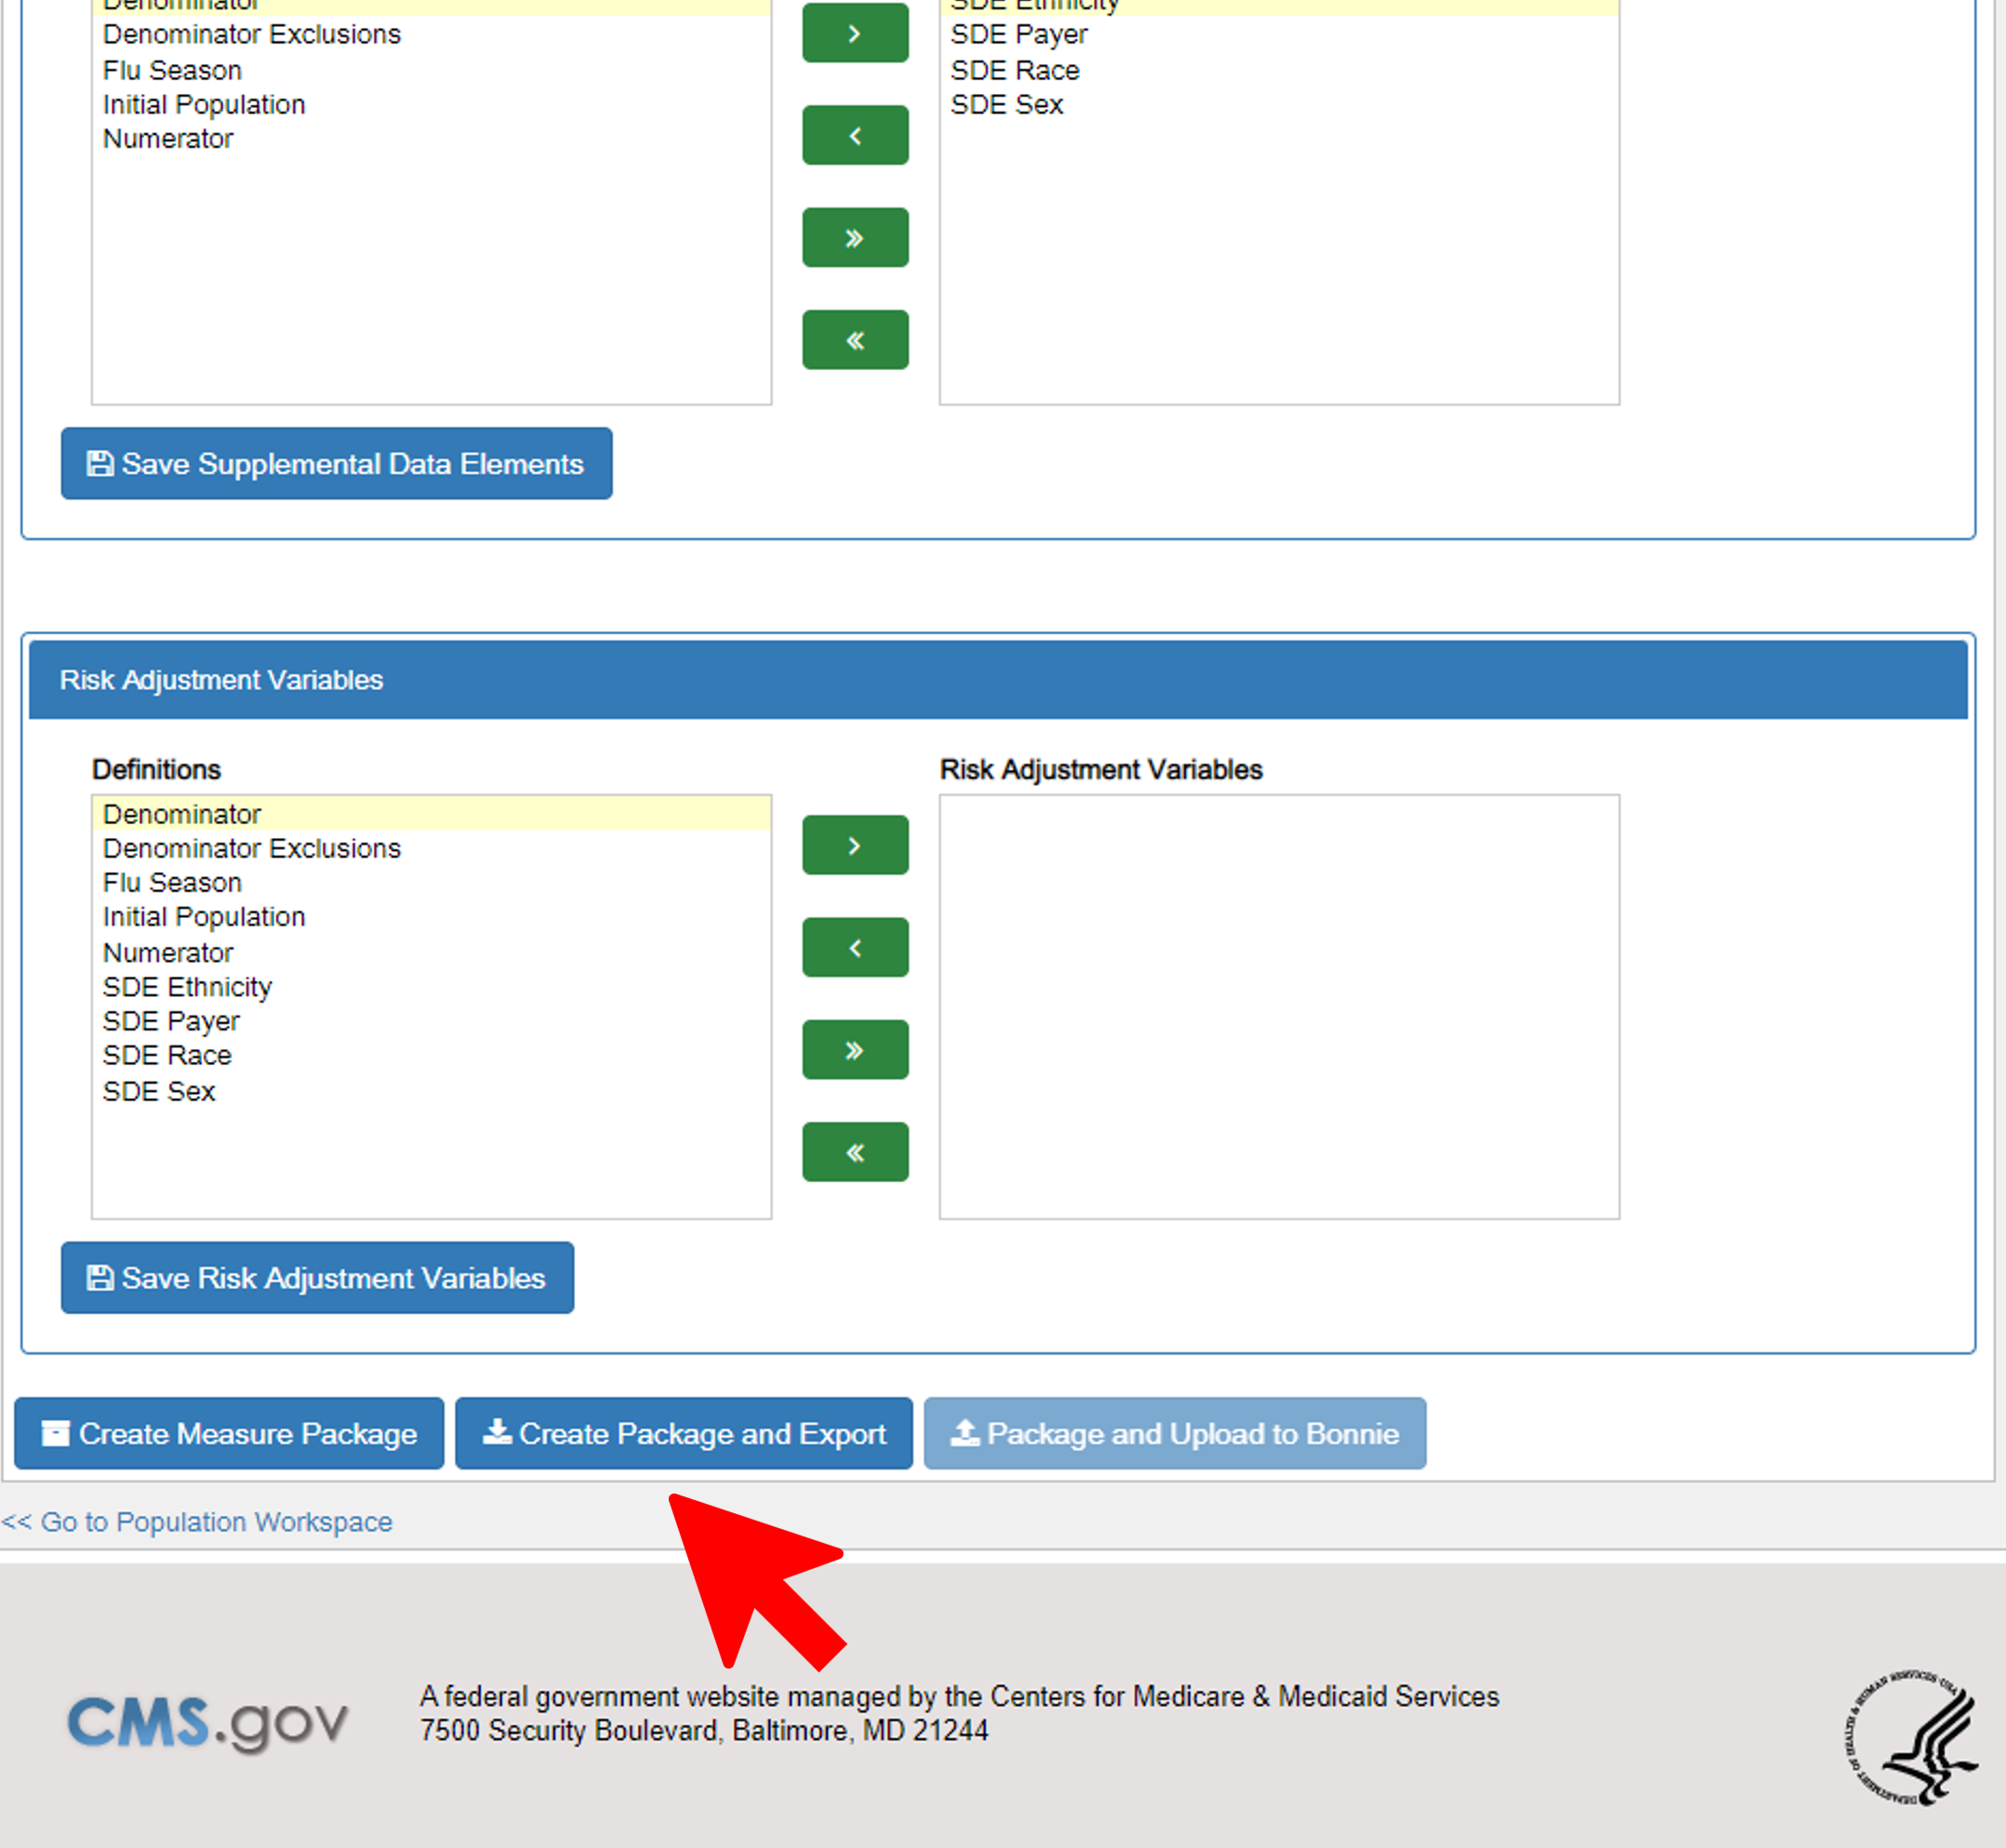 Denominator
SDE Ethnicity
Denominator Exclusions
SDE Payer
Flu Season
SDE Race
Initial Population
SDE Sex
Numerator
Save Supplemental Data Elements
Risk Adjustment Variables
Definitions
Risk Adjustment Variables
Denominator
Denominator Exclusions
Flu Season
Initial Population
Numerator
SDE Ethnicity
SDE Payer
SDE Race
SDE Sex
Save Risk Adjustment Variables
Create Measure Package
Create Package and Export
Package and Upload to Bonnie
<< Go to Population Workspace
CMS.gov
A federal government website managed by the Centers for Medicare & Medicaid Services
7500 Security Boulevard, Baltimore, MD 21244
DEPARTMENT OF HEALTH & HUMAN SERVICES·USA